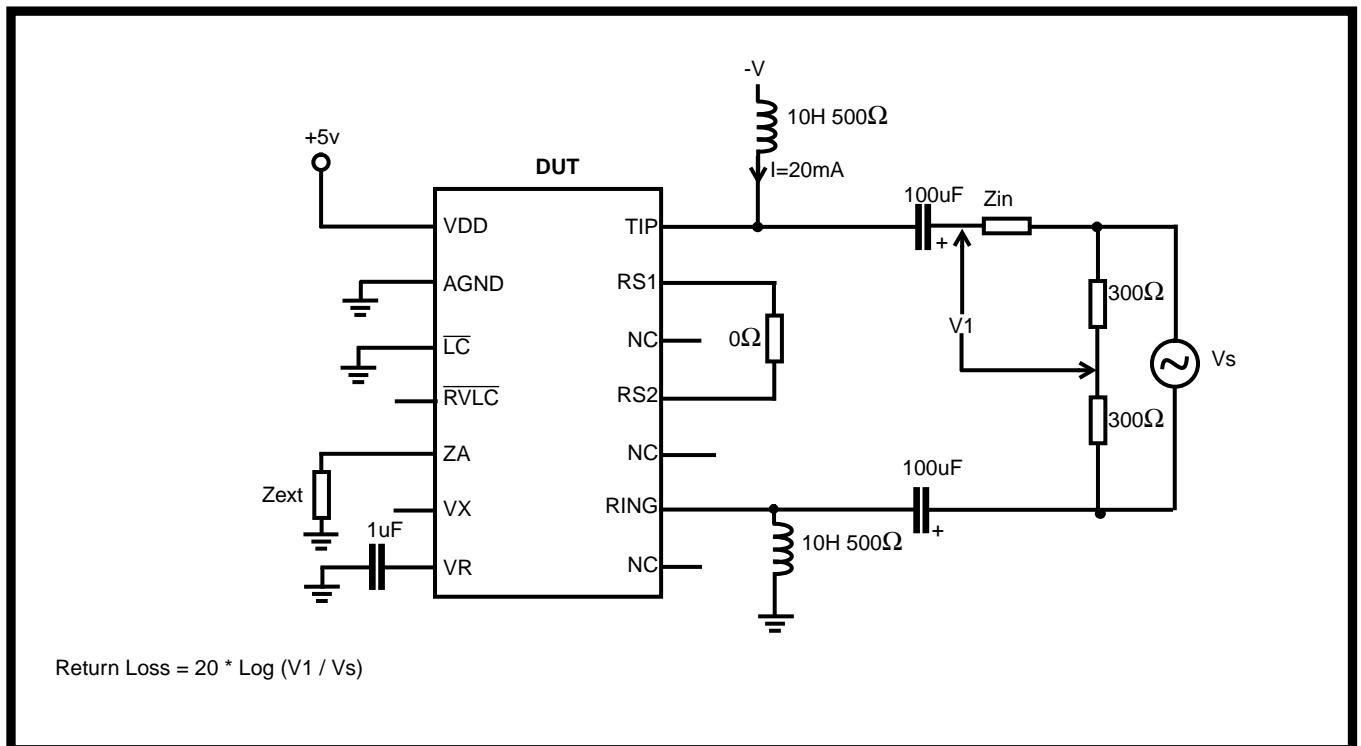 -V
10H 500Ω
+5v
DUT
I=20mA
100uF
Zin
VDD
TIP
AGND
RS1
300Ω
V1
LC
NC
0Ω
Vs
RVLC
RS2
300Ω
ZA
NC
100uF
Zext
VX
RING
1uF
10H 500Ω
VR
NC
+
+
Return Loss = 20 * Log (V1 / Vs)